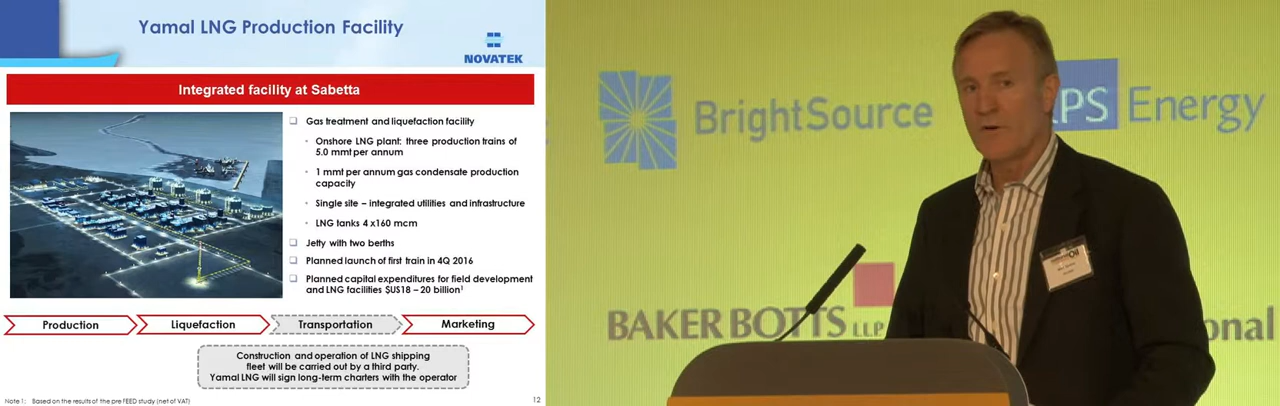 Yamal LNG Production Facility
NOVATEK
Integrated facility at Sabetta
Gas treatment and liquefaction facility
Onshore LNG plant: three production trains of
5.0 mmt per annum
1 mmt per annum gas condensate production
capacity
Single site – integrated utilities and infrastructure
LNG tanks 4 x160 mcm
Jetty with two berths
Planned launch of first train in 4Q 2016
Planned capital expenditures for field development
and LNG facilities $US18 – 20 billion¹
Production
Liquefaction
Transportation
Marketing
Construction and operation of LNG shipping
fleet will be carried out by a third party.
Yamal LNG will sign long-term charters with the operator
Note 1: Based on the results of the pre FEED study (net of VAT)
12
BrightSource
RPS Energy
BAKER BOTTS LLP
onal
Oil